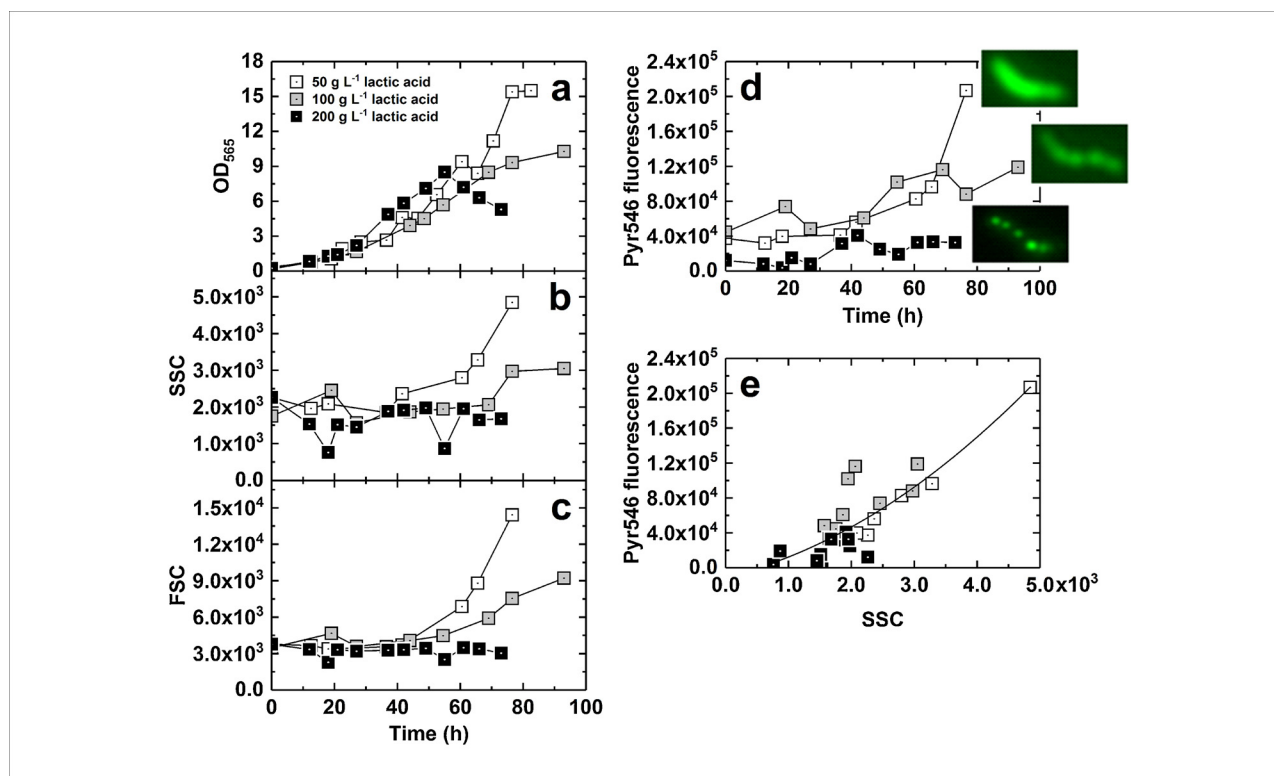 a
18
15
12
9
6
3
0
OD₅₆₅
50 g L⁻¹ lactic acid
100 g L⁻¹ lactic acid
200 g L⁻¹ lactic acid
b
5.0x10³
4.0x10³
3.0x10³
2.0x10³
1.0x10³
0.0
SSC
c
1.5x10⁴
1.2x10⁴
9.0x10³
6.0x10³
3.0x10³
0.0
FSC
0 20 40 60 80 100
Time (h)
d
2.4x10⁵
2.0x10⁵
1.6x10⁵
1.2x10⁵
8.0x10⁴
4.0x10⁴
0.0
Pyr546 fluorescence
0 20 40 60 80 100
Time (h)
e
2.4x10⁵
2.0x10⁵
1.6x10⁵
1.2x10⁵
8.0x10⁴
4.0x10⁴
0.0
Pyr546 fluorescence
0.0 1.0 2.0 3.0 4.0 5.0x10³
SSC